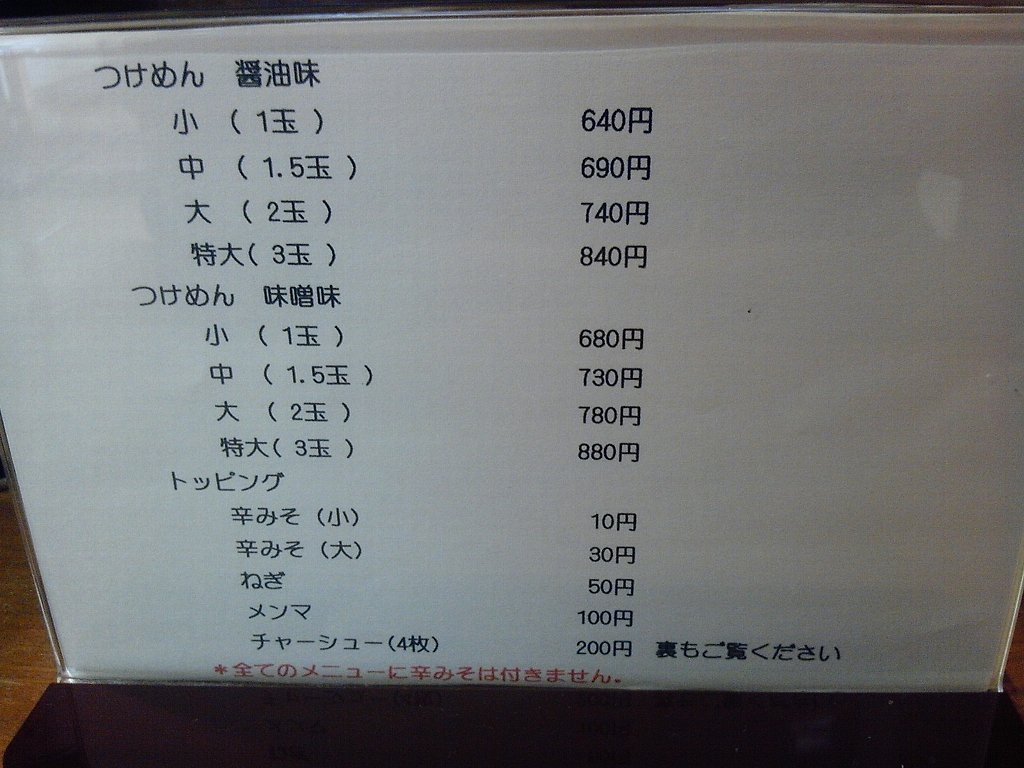 つけめん 醤油味
小 ( 1玉 ) 640円
中 ( 1.5玉 ) 690円
大 ( 2玉 ) 740円
特大( 3玉 ) 840円
つけめん 味噌味
小 ( 1玉 ) 680円
中 ( 1.5玉 ) 730円
大 ( 2玉 ) 780円
特大( 3玉 ) 880円
トッピング
辛みそ（小） 10円
辛みそ（大） 30円
ねぎ 50円
メンマ 100円
チャーシュー(4枚) 200円 裏もご覧ください
*全てのメニューに辛みそは付きません。